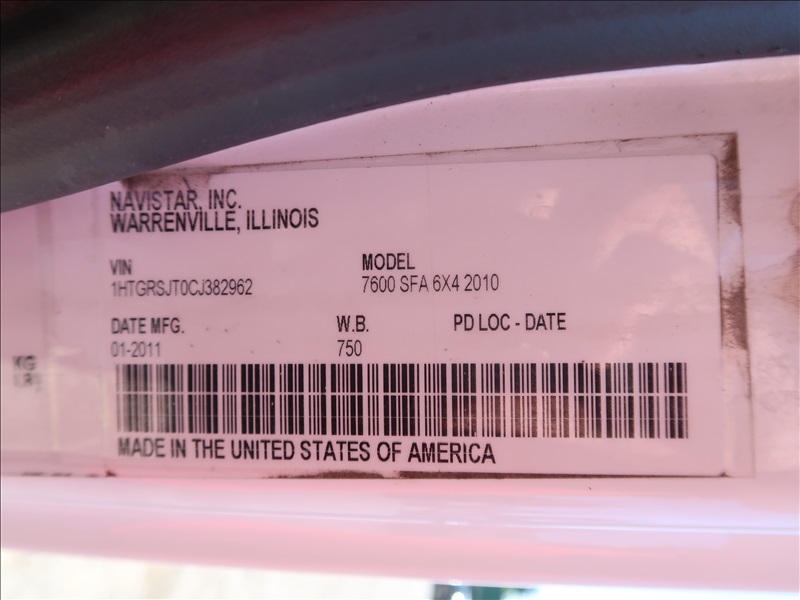 NAVISTAR, INC.
WARRENVILLE, ILLINOIS
VIN
MODEL
1HTGRSJT0CJ382962
7600 SFA 6X4 2010
DATE MFG.
W.B.
PD LOC - DATE
01-2011
750
KG
MADE IN THE UNITED STATES OF AMERICA